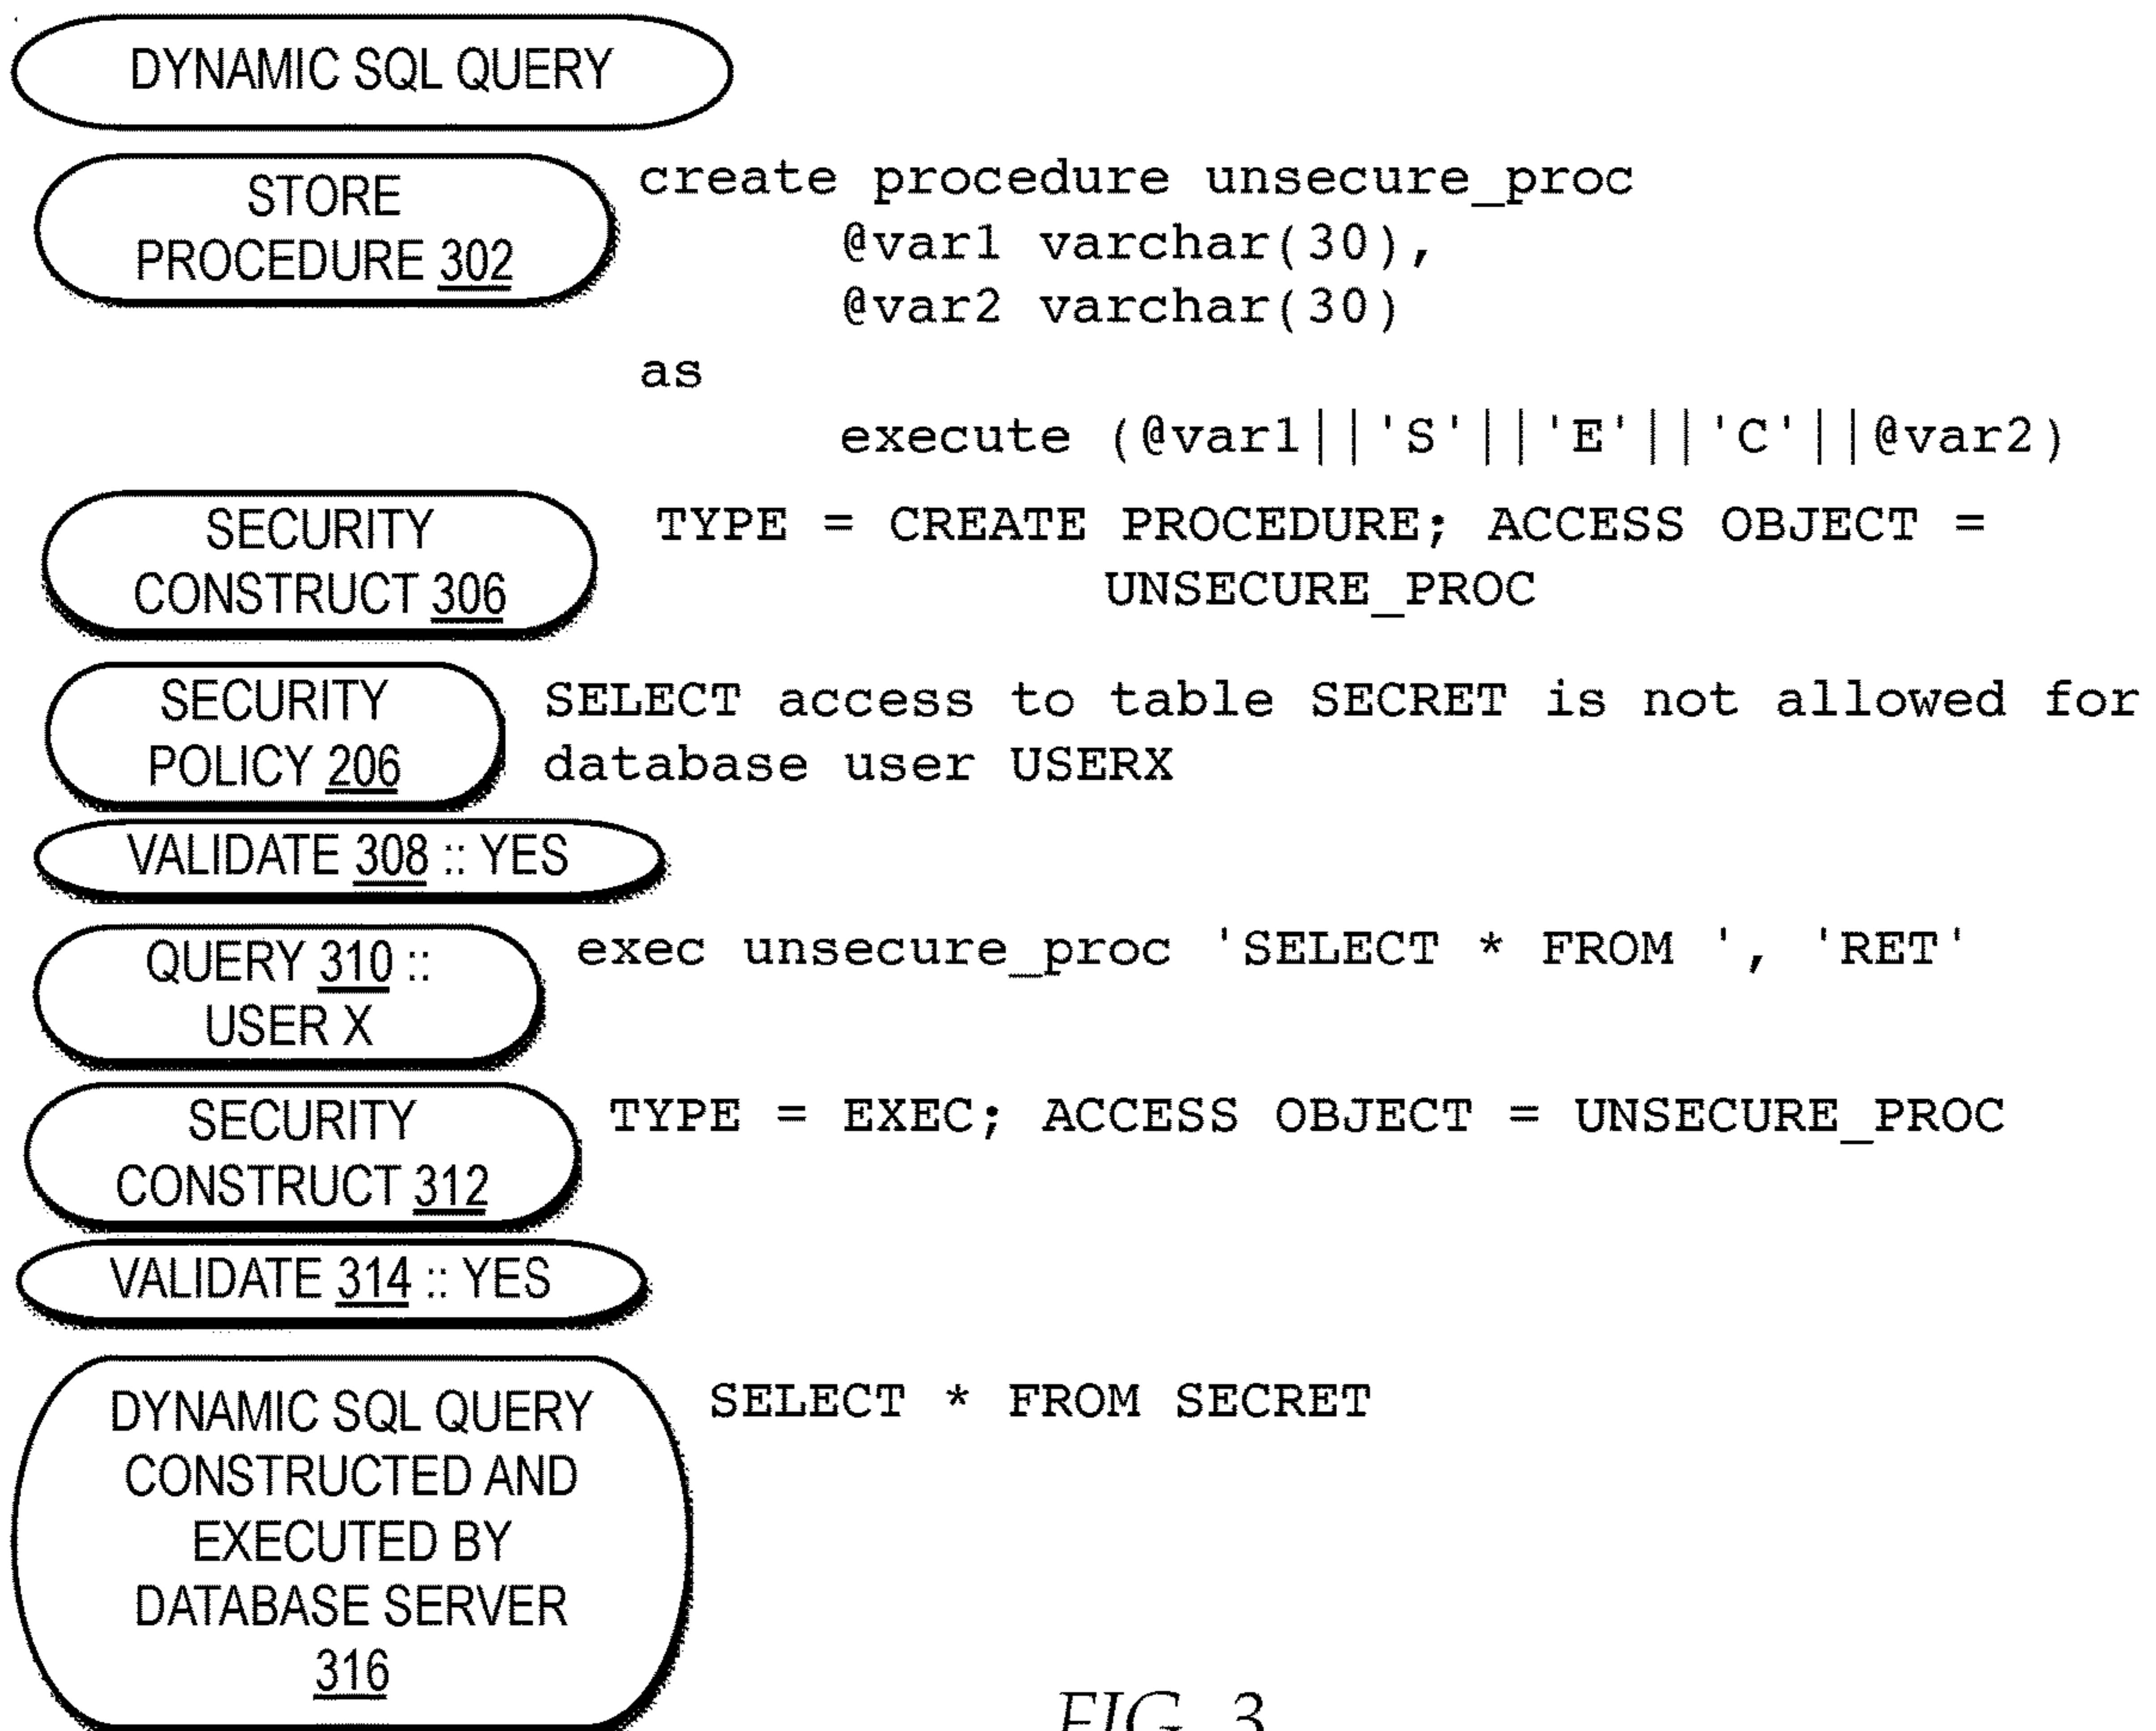 DYNAMIC SQL QUERY
STORE
PROCEDURE 302
create procedure unsecure_proc
@var1 varchar(30),
@var2 varchar(30)
as
execute (@var1||'S'||'E'||'C'||@var2)
SECURITY
CONSTRUCT 306
TYPE = CREATE PROCEDURE; ACCESS OBJECT =
UNSECURE_PROC
SECURITY
POLICY 206
SELECT access to table SECRET is not allowed for
database user USERX
VALIDATE 308 :: YES
QUERY 310 ::
USER X
exec unsecure_proc 'SELECT * FROM ', 'RET'
SECURITY
CONSTRUCT 312
TYPE = EXEC; ACCESS OBJECT = UNSECURE_PROC
VALIDATE 314 :: YES
DYNAMIC SQL QUERY
CONSTRUCTED AND
EXECUTED BY
DATABASE SERVER
316
SELECT * FROM SECRET
FIG. 3